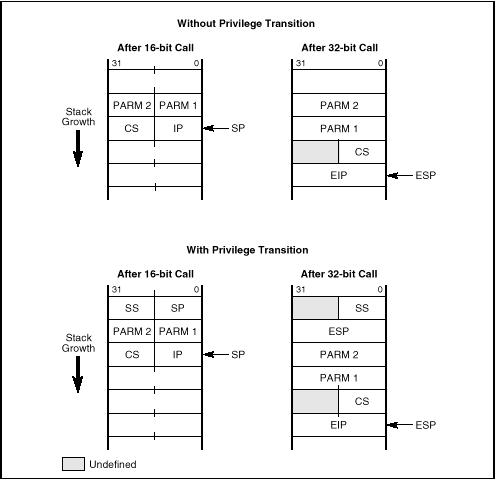 Without Privilege Transition
After 16-bit Call
After 32-bit Call
31 0
31 0
PARM 2 PARM 1
PARM 2
Stack
Growth
CS IP
SP
PARM 1
CS
EIP
ESP
With Privilege Transition
After 16-bit Call
After 32-bit Call
31 0
31 0
SS SP
SS
PARM 2 PARM 1
ESP
Stack
Growth
CS IP
SP
PARM 2
PARM 1
CS
EIP
ESP
Undefined